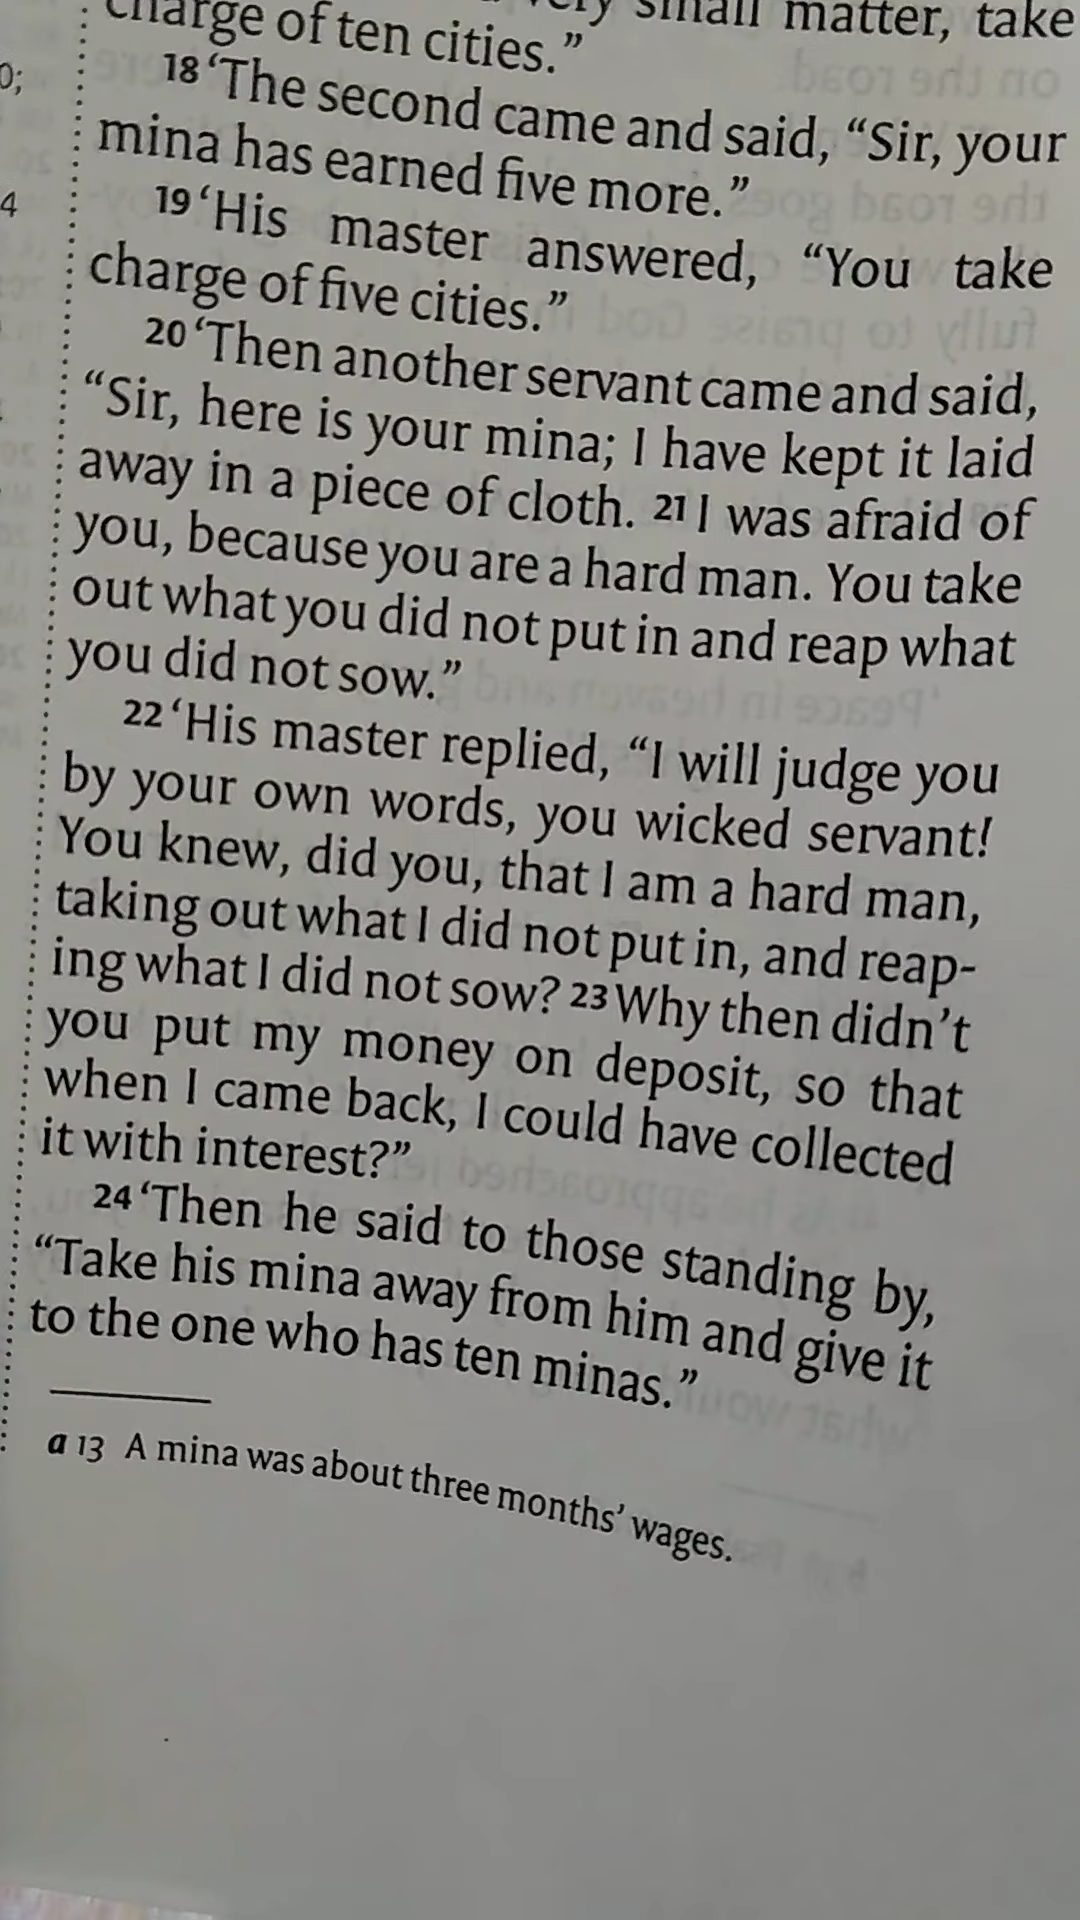 small matter, take
charge of ten cities.”
0;
18 ‘The second came and said, “Sir, your
mina has earned five more.”
4
19 ‘His master answered, “You take
charge of five cities.”
20 ‘Then another servant came and said,
“Sir, here is your mina; I have kept it laid
away in a piece of cloth. 21 I was afraid of
you, because you are a hard man. You take
out what you did not put in and reap what
you did not sow.”
22 ‘His master replied, “I will judge you
by your own words, you wicked servant!
You knew, did you, that I am a hard man,
taking out what I did not put in, and reap-
ing what I did not sow? 23 Why then didn’t
you put my money on deposit, so that
when I came back, I could have collected
it with interest?”
24 ‘Then he said to those standing by,
“Take his mina away from him and give it
to the one who has ten minas.”
a 13 A mina was about three months’ wages.